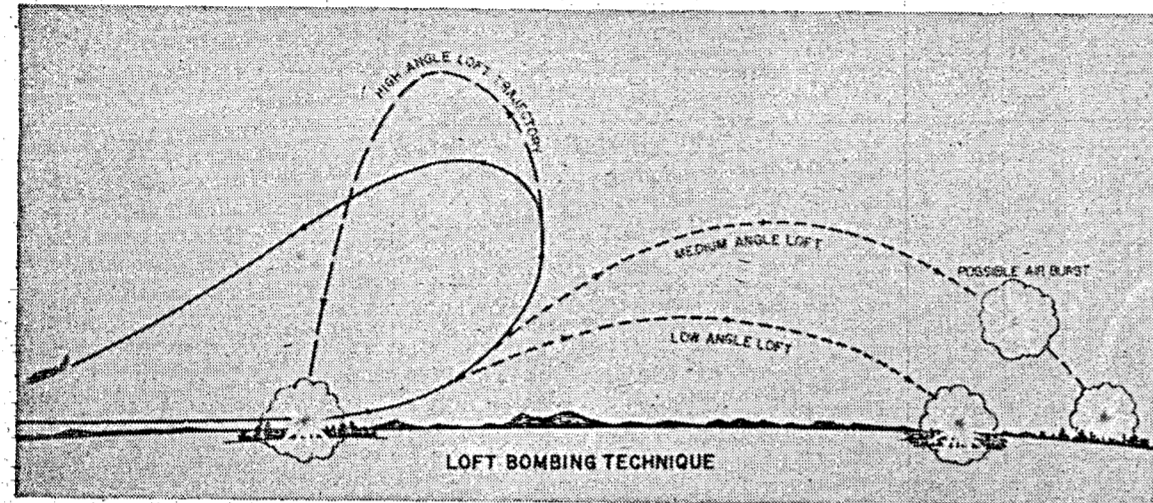 HIGH ANGLE LOFT TRAJECTORY
MEDIUM ANGLE LOFT
POSSIBLE AIR BURST
LOW ANGLE LOFT
LOFT BOMBING TECHNIQUE